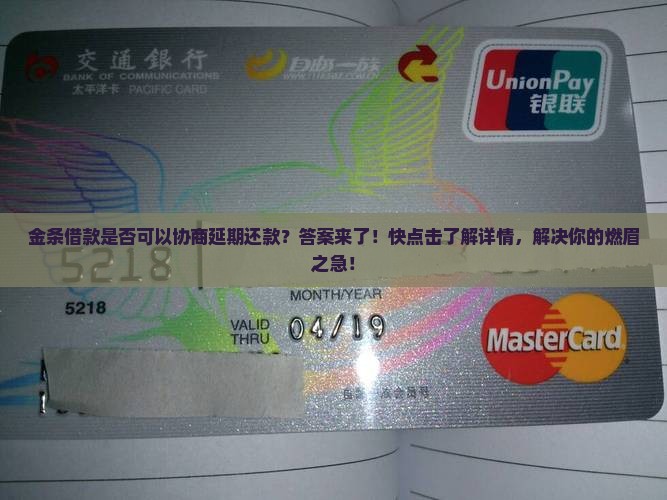 交通銀行
BANK OF COMMUNICATIONS
太平洋卡 PACIFIC CARD
自由一族
UnionPay
银联
金条借款是否可以协商延期还款？答案来了！快点击了解详情，解决你的燃眉
之急！
5218
5218
MONTH/YEAR
VALID
THRU
04/19
MasterCard